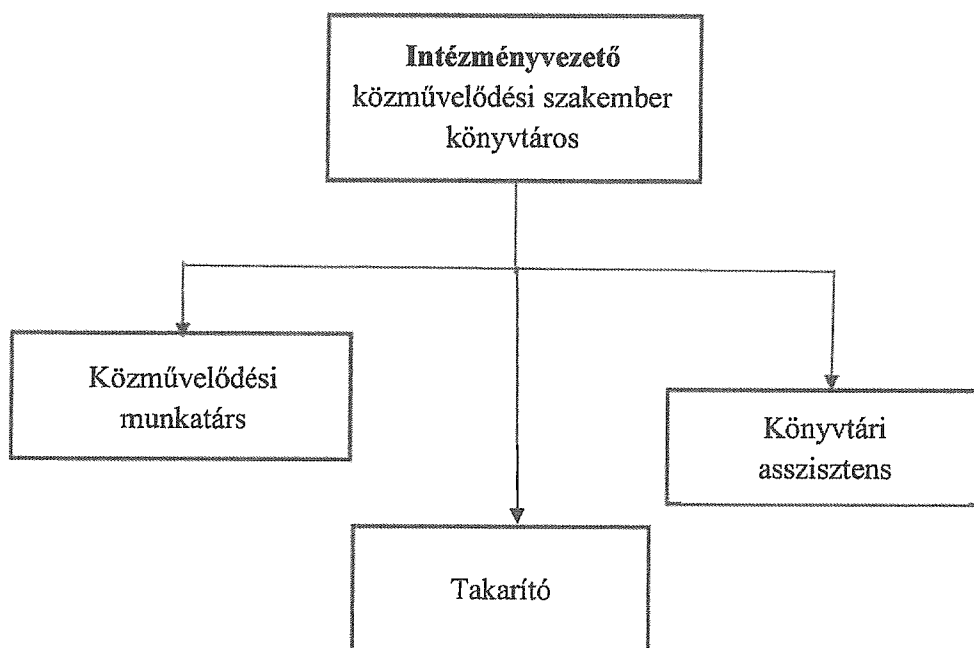 Intézményvezető
közművelődési szakember
könyvtáros
Közművelődési
munkatárs
Könyvtári
asszisztens
Takarító